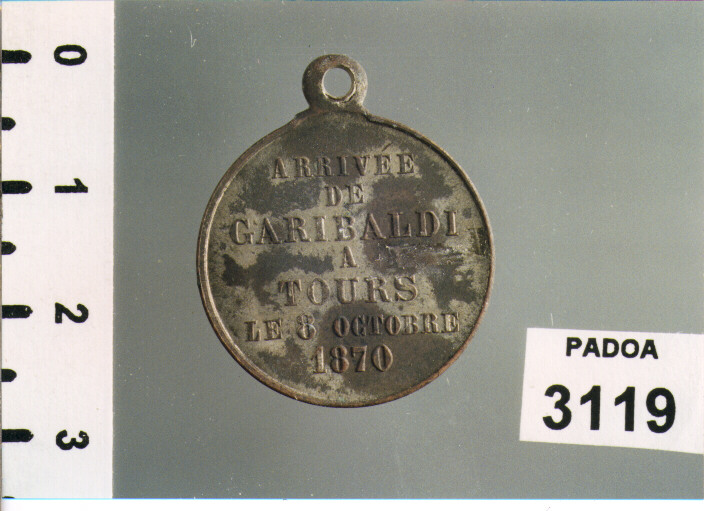 ARRIVÉE
DE
GARIBALDI
A
TOURS
LE 8 OCTOBRE
1870
PADOA
3119
0
1
2
3